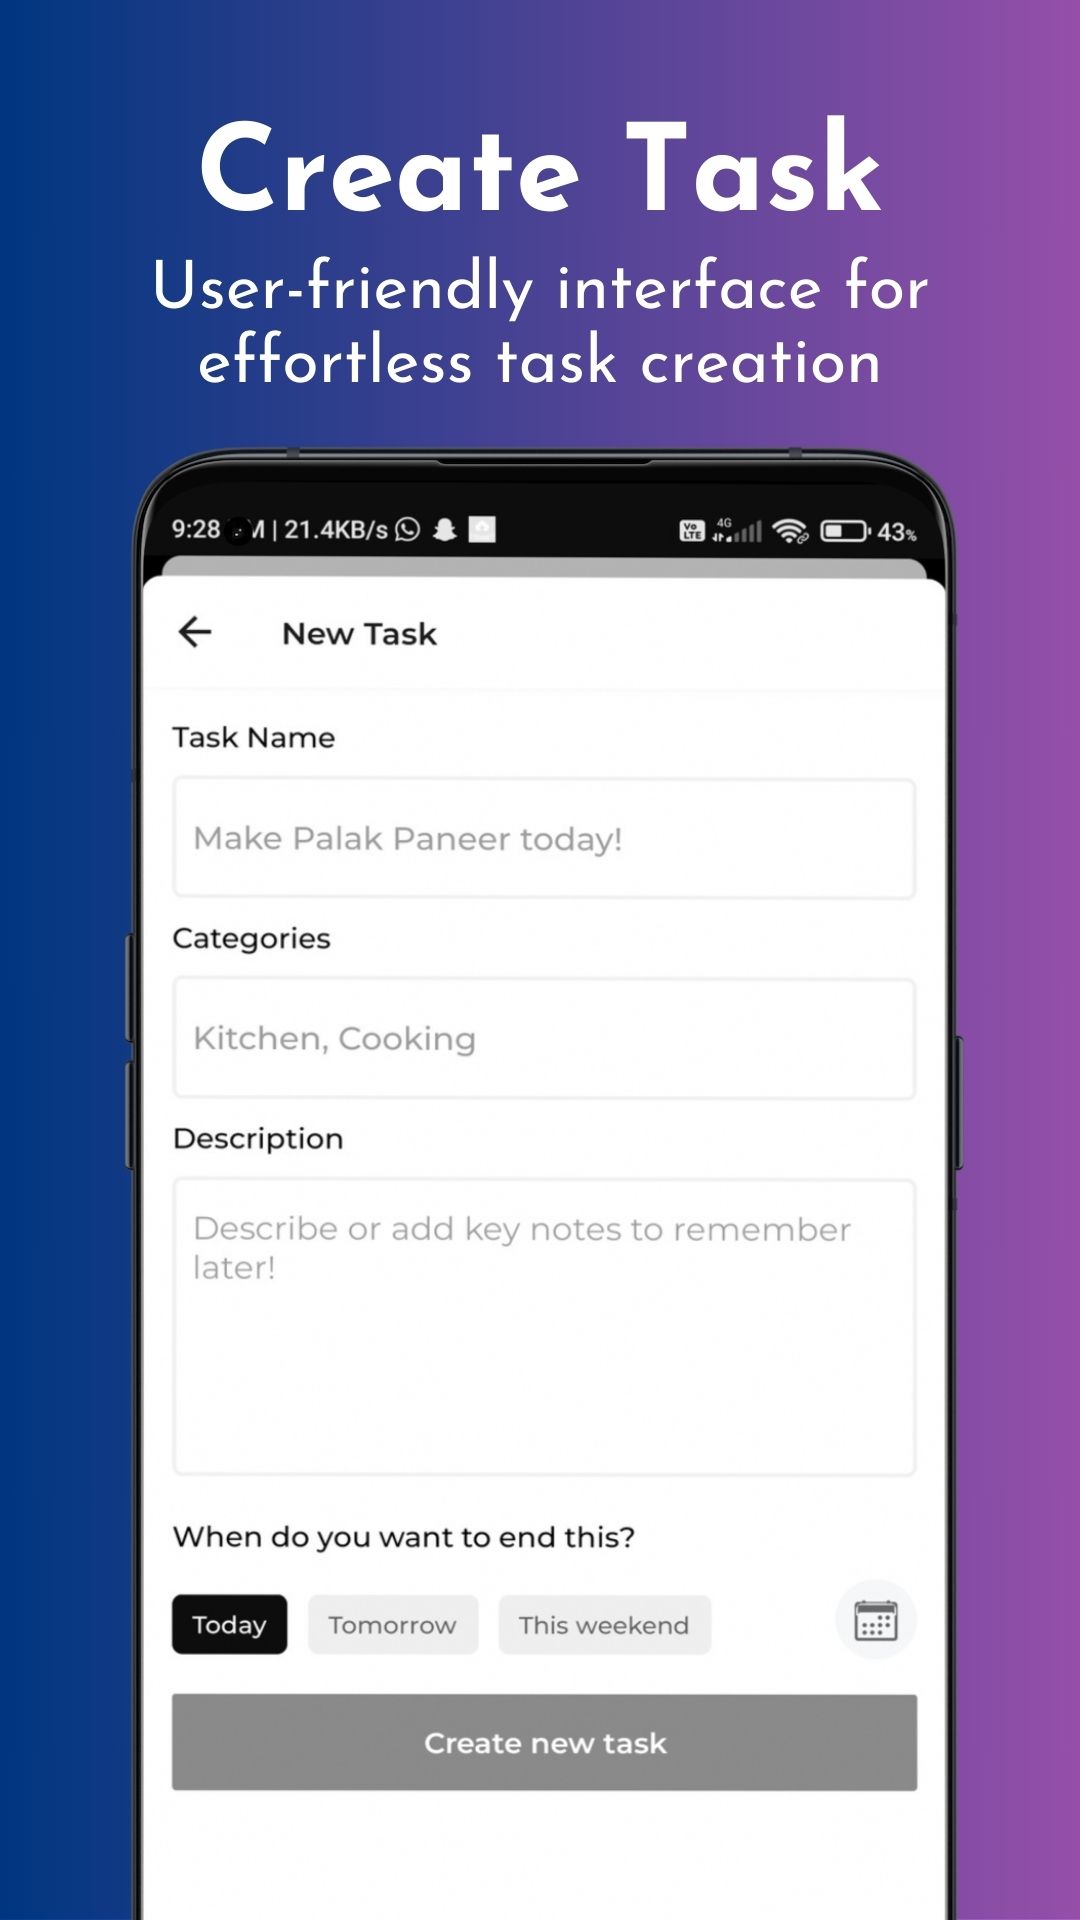 Create Task
User-friendly interface for
effortless task creation
9:28 M | 21.4KB/s
Vo LTE 4G 43%
New Task
Task Name
Make Palak Paneer today!
Categories
Kitchen, Cooking
Description
Describe or add key notes to remember
later!
When do you want to end this?
Today Tomorrow This weekend
Create new task